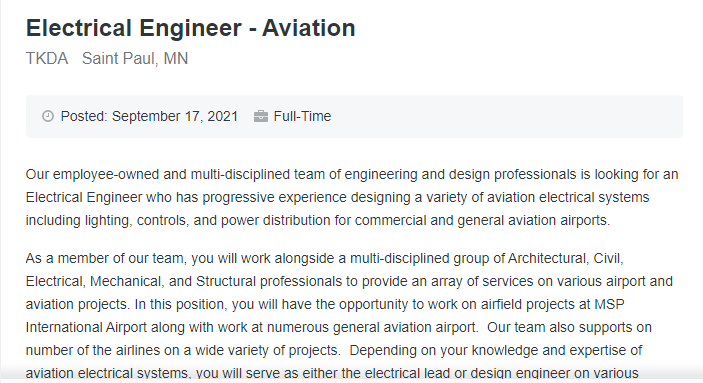 Electrical Engineer - Aviation
TKDA Saint Paul, MN
Posted: September 17, 2021 Full-Time
Our employee-owned and multi-disciplined team of engineering and design professionals is looking for an
Electrical Engineer who has progressive experience designing a variety of aviation electrical systems
including lighting, controls, and power distribution for commercial and general aviation airports.
As a member of our team, you will work alongside a multi-disciplined group of Architectural, Civil,
Electrical, Mechanical, and Structural professionals to provide an array of services on various airport and
aviation projects. In this position, you will have the opportunity to work on airfield projects at MSP
International Airport along with work at numerous general aviation airport. Our team also supports on
number of the airlines on a wide variety of projects. Depending on your knowledge and expertise of
aviation electrical systems, you will serve as either the electrical lead or design engineer on various